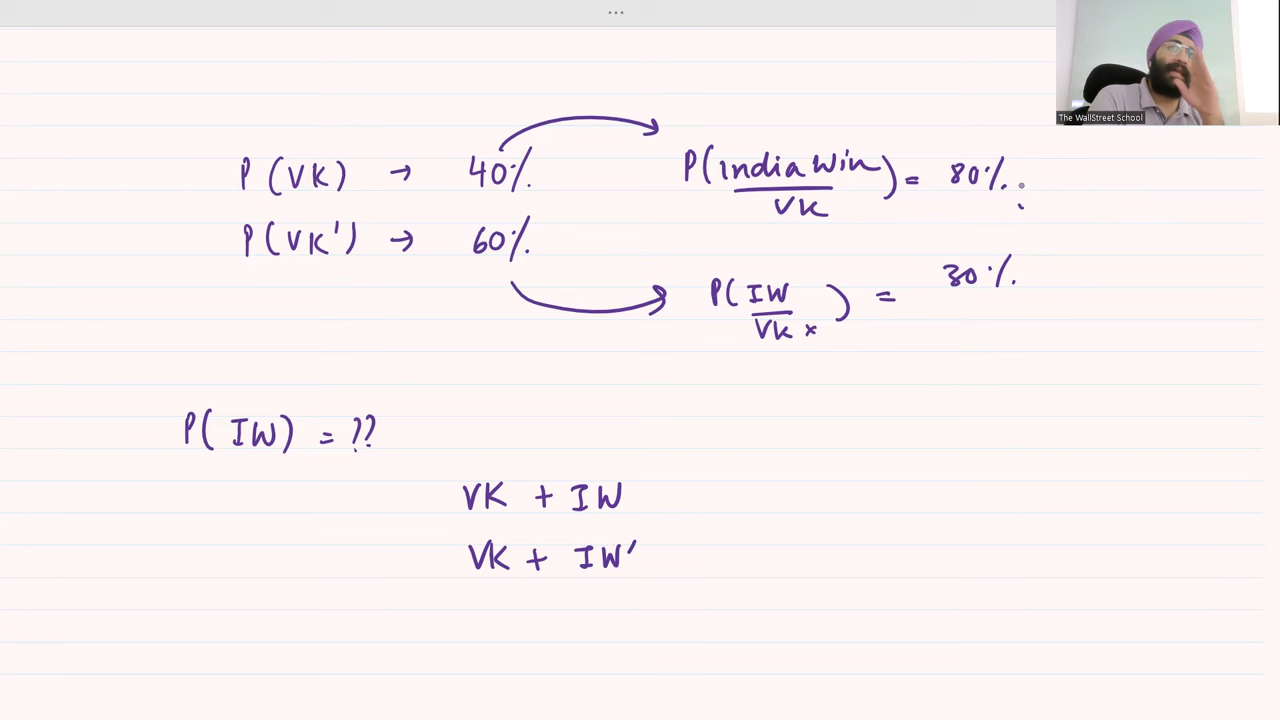 The WallStreet School
P(VK) → 40%. P(India Win/VK) = 80%.
P(VK') → 60%.
P(IW/VK×) = 30%.
P(IW) = ??
VK + IW
VK + IW'